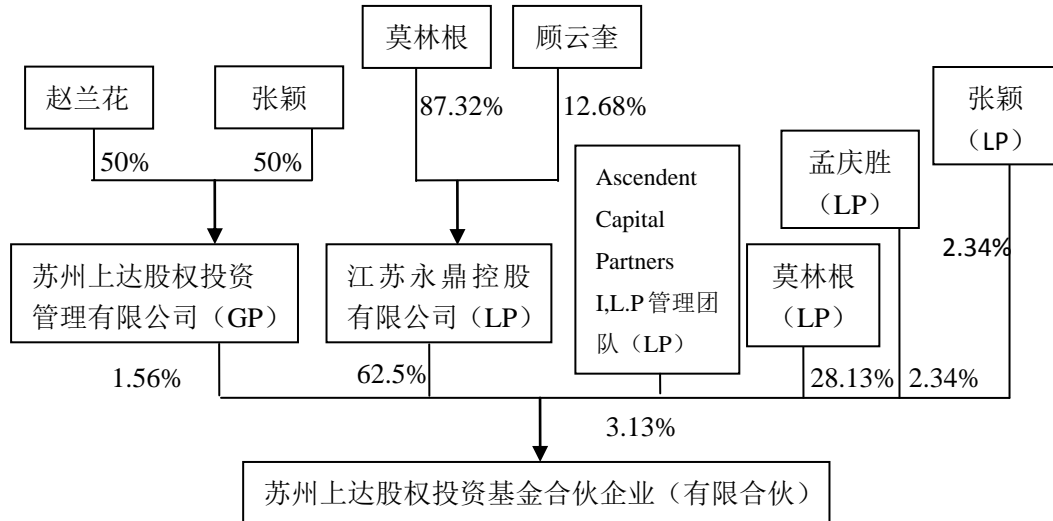 莫林根
顾云奎
赵兰花
张颖
87.32%
12.68%
张颖
（LP）
50%
50%
孟庆胜
（LP）
Ascendent
Capital
Partners
I,L.P 管理团
队（LP）
2.34%
苏州上达股权投资
管理有限公司（GP）
江苏永鼎控股
有限公司（LP）
莫林根
（LP）
1.56%
62.5%
28.13%
2.34%
3.13%
苏州上达股权投资基金合伙企业（有限合伙）